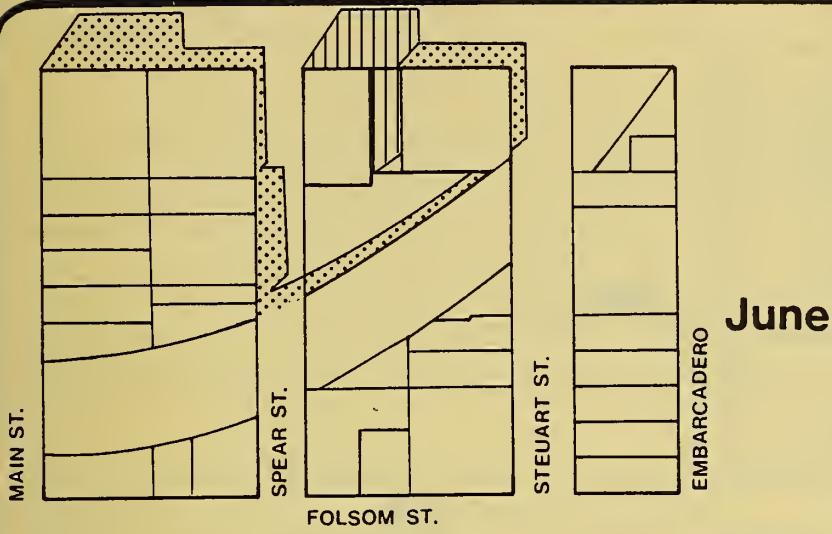 June
MAIN ST.
SPEAR ST.
STEUART ST.
EMBARCADERO
FOLSOM ST.